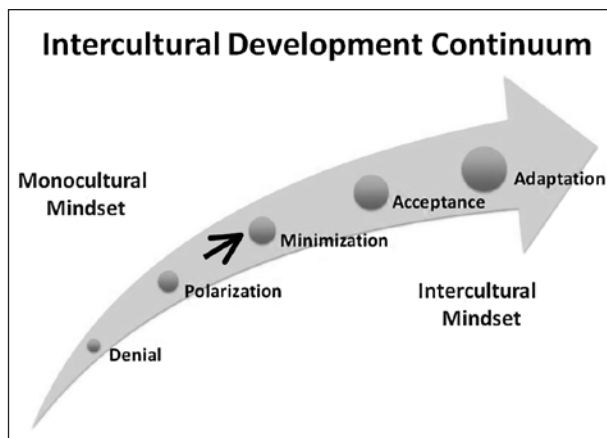 Intercultural Development Continuum
Monocultural
Mindset
Adaptation
Acceptance
Minimization
Polarization
Intercultural
Mindset
Denial